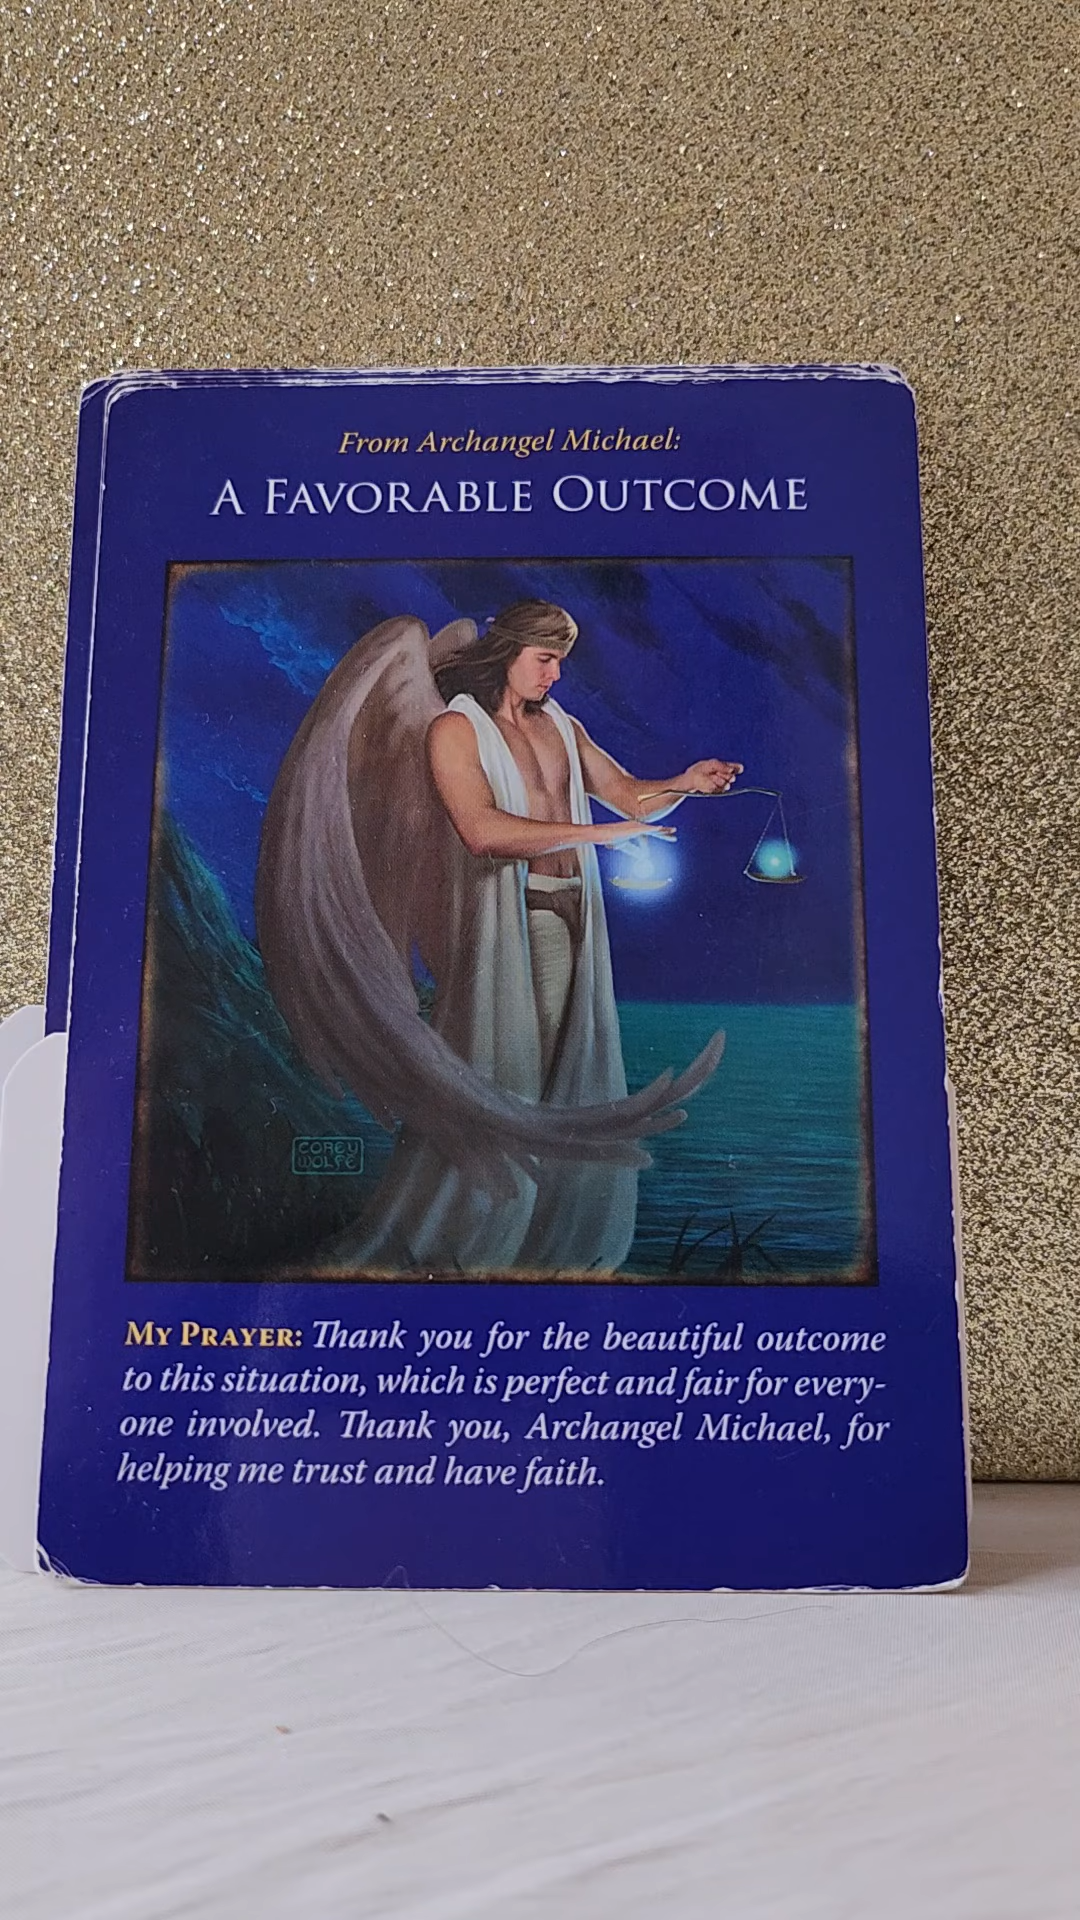 From Archangel Michael:
A Favorable Outcome
COREY
WOLFE
My Prayer: Thank you for the beautiful outcome
to this situation, which is perfect and fair for every-
one involved. Thank you, Archangel Michael, for
helping me trust and have faith.